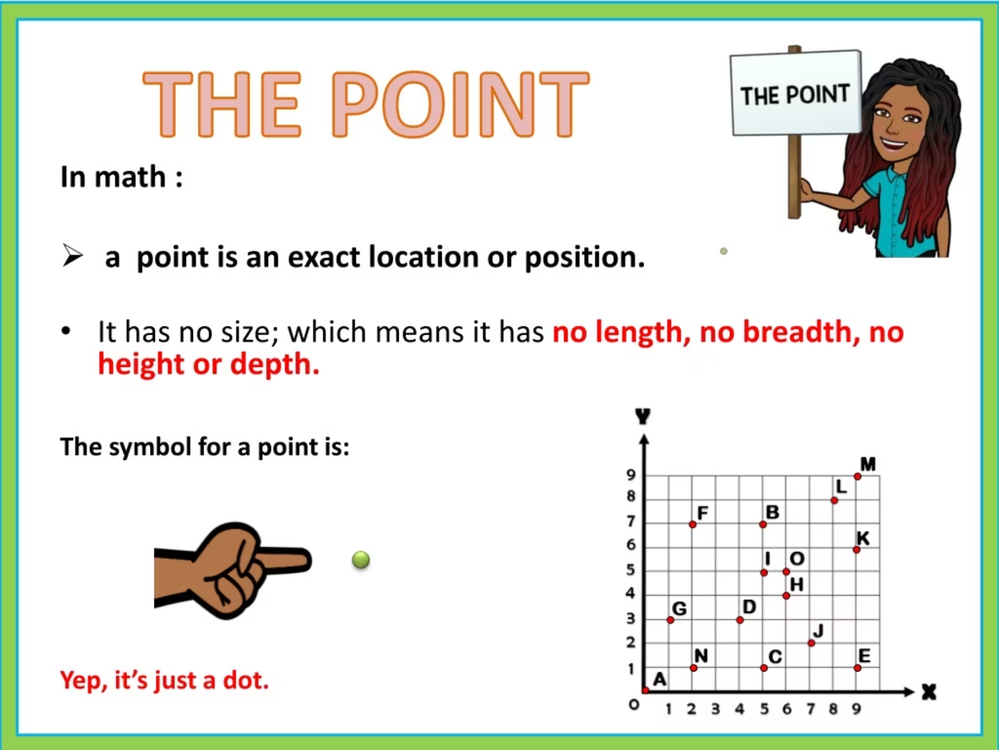 THE POINT
THE POINT
In math :
➢ a point is an exact location or position.
• It has no size; which means it has no length, no breadth, no
height or depth.
The symbol for a point is:
Yep, it’s just a dot.
Y
M
9
L
8
F B
7
K
6
I O
5
H
4
G D
3
J
2
N C E
1
A
X
0 1 2 3 4 5 6 7 8 9